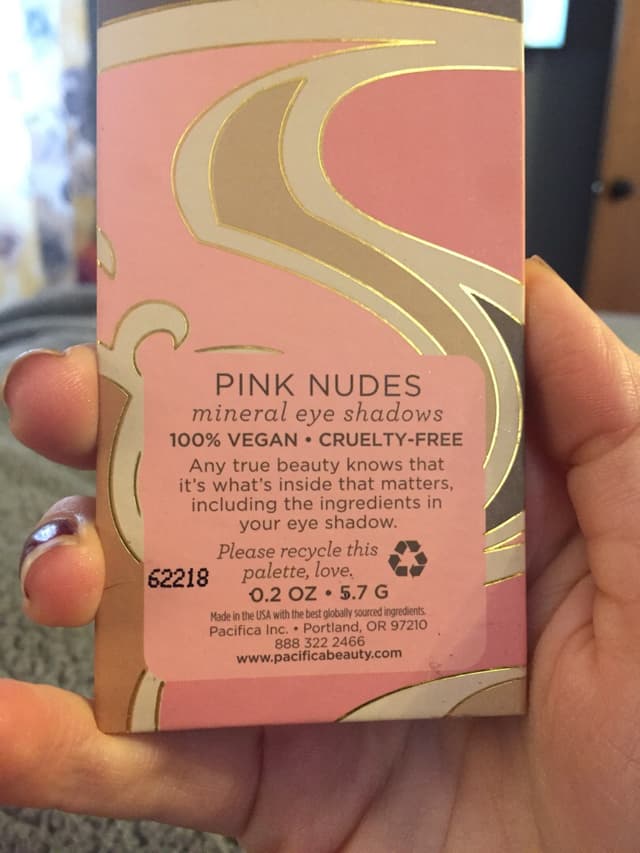 PINK NUDES
mineral eye shadows
100% VEGAN • CRUELTY-FREE
Any true beauty knows that
it's what's inside that matters,
including the ingredients in
your eye shadow.
Please recycle this
palette, love.
62218
0.2 OZ • 5.7 G
Made in the USA with the best globally sourced ingredients.
Pacifica Inc. • Portland, OR 97210
888 322 2466
www.pacificabeauty.com